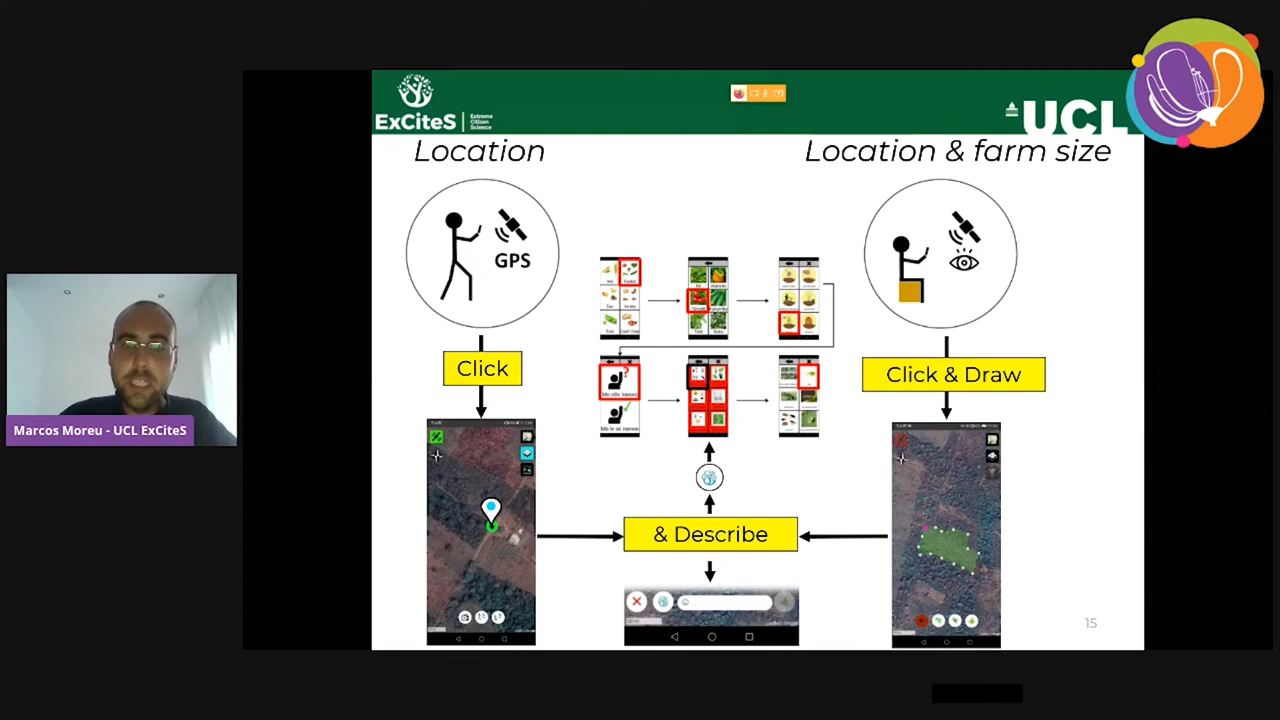 ExCiteS
Extreme
Citizen
Science
UCL
Location
Location & farm size
GPS
Click
Click & Draw
& Describe
Marcos Moreu - UCL ExCiteS
15